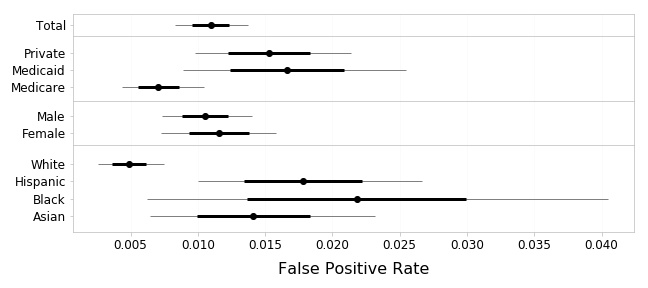 Total
Private
Medicaid
Medicare
Male
Female
White
Hispanic
Black
Asian
0.005 0.010 0.015 0.020 0.025 0.030 0.035 0.040
False Positive Rate